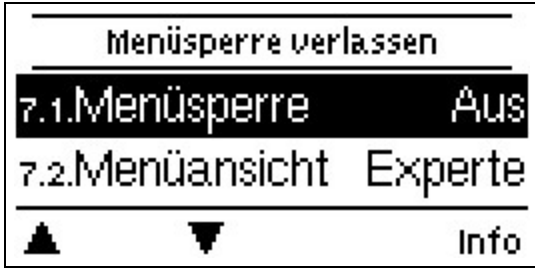 Menüsperre verlassen
7.1.Menüsperre Aus
7.2.Menüansicht Experte
▲ ▼ Info